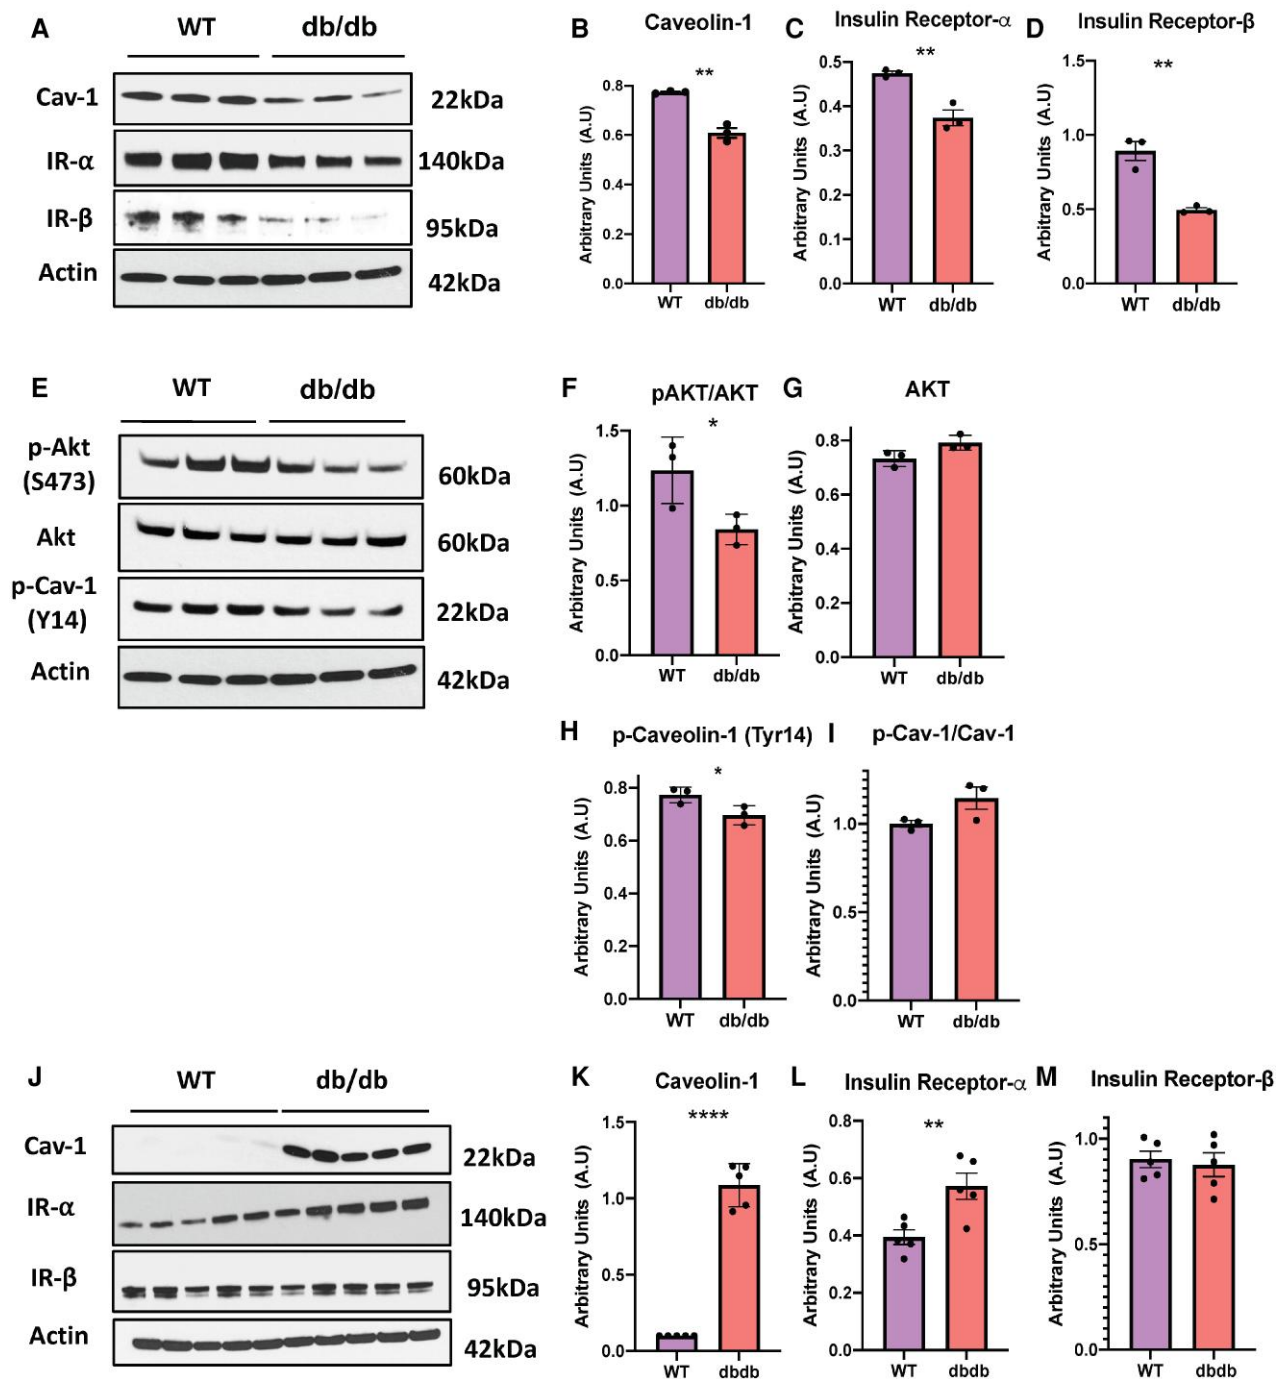 A
WT
db/db
Cav-1
22kDa
IR-α
140kDa
IR-β
95kDa
Actin
42kDa
B
Caveolin-1
**
Arbitrary Units (A.U)
0.8
0.6
0.4
0.2
0.0
WT
db/db
C
Insulin Receptor-α
**
Arbitrary Units (A.U)
0.5
0.4
0.3
0.2
0.1
0.0
WT
db/db
D
Insulin Receptor-β
**
Arbitrary Units (A.U)
1.5
1.0
0.5
0.0
WT
db/db
E
WT
db/db
p-Akt
(S473)
60kDa
Akt
60kDa
p-Cav-1
(Y14)
22kDa
Actin
42kDa
F
pAKT/AKT
*
Arbitrary Units (A.U)
1.5
1.0
0.5
0.0
WT
db/db
G
AKT
Arbitrary Units (A.U)
0.8
0.6
0.4
0.2
0.0
WT
db/db
H
p-Caveolin-1 (Tyr14)
*
Arbitrary Units (A.U)
0.8
0.6
0.4
0.2
0.0
WT
db/db
I
p-Cav-1/Cav-1
Arbitrary Units (A.U)
1.0
0.5
0.0
WT
db/db
J
WT
db/db
Cav-1
22kDa
IR-α
140kDa
IR-β
95kDa
Actin
42kDa
K
Caveolin-1
****
Arbitrary Units (A.U)
1.5
1.0
0.5
0.0
WT
dbdb
L
Insulin Receptor-α
**
Arbitrary Units (A.U)
0.8
0.6
0.4
0.2
0.0
WT
dbdb
M
Insulin Receptor-β
Arbitrary Units (A.U)
1.0
0.5
0.0
WT
dbdb